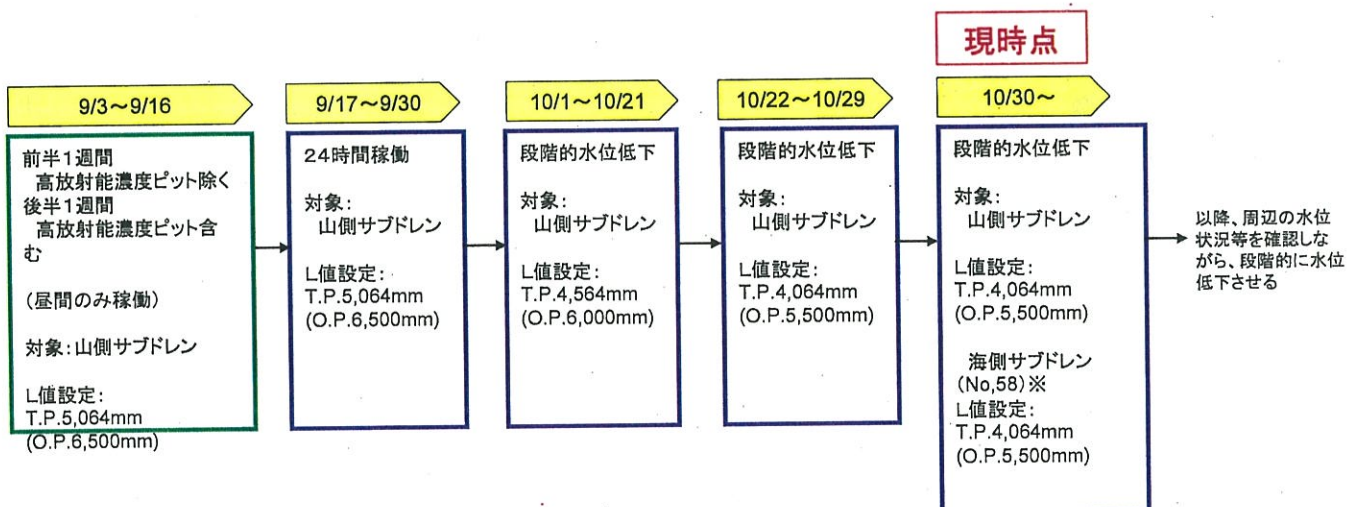 現時点
9/3～9/16
前半1週間
高放射能濃度ピット除く
後半1週間
高放射能濃度ピット含
む
(昼間のみ稼働)
対象:山側サブドレン
L値設定:
T.P.5,064mm
(O.P.6,500mm)
9/17～9/30
24時間稼働
対象:
山側サブドレン
L値設定:
T.P.5,064mm
(O.P.6,500mm)
10/1～10/21
段階的水位低下
対象:
山側サブドレン
L値設定:
T.P.4,564mm
(O.P.6,000mm)
10/22～10/29
段階的水位低下
対象:
山側サブドレン
L値設定:
T.P.4,064mm
(O.P.5,500mm)
10/30～
段階的水位低下
対象:
山側サブドレン
L値設定:
T.P.4,064mm
(O.P.5,500mm)
海側サブドレン
(No,58)※
L値設定:
T.P.4,064mm
(O.P.5,500mm)
以降、周辺の水位
状況等を確認しな
がら、段階的に水位
低下させる